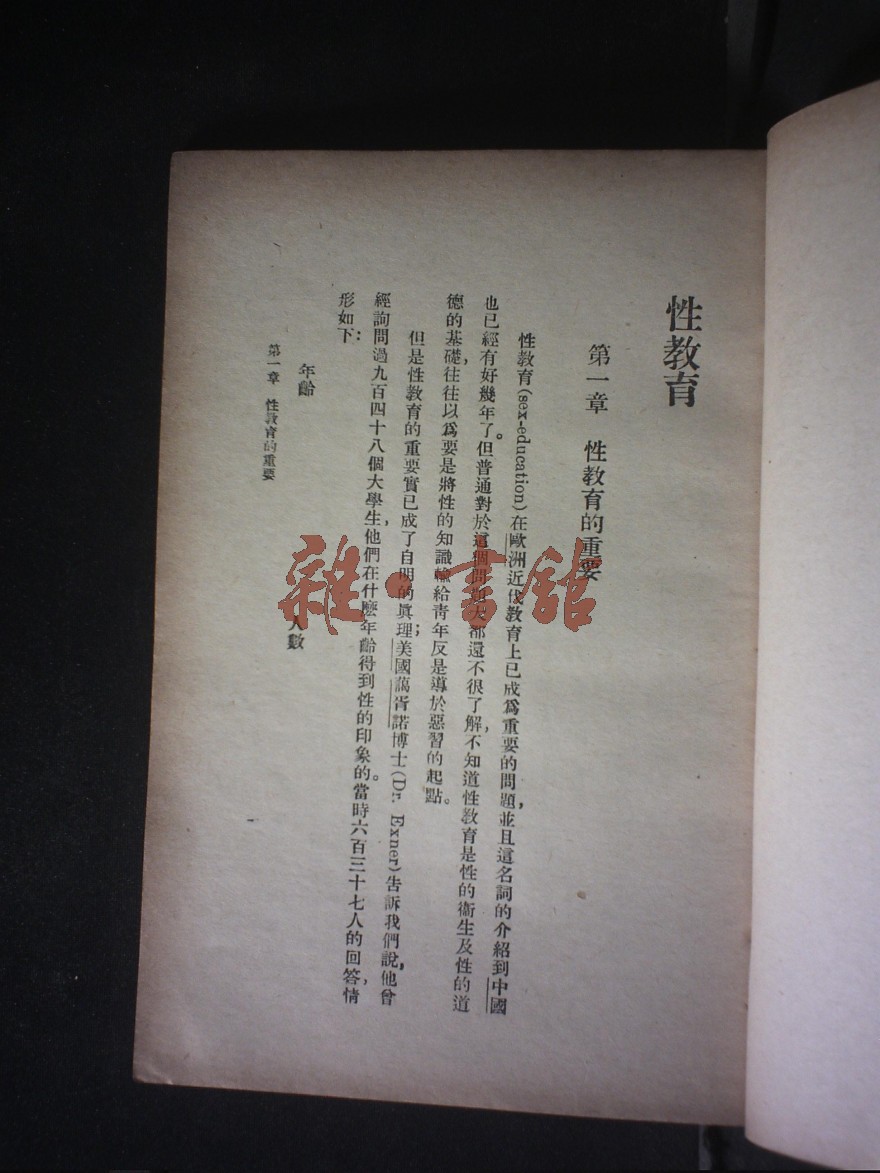 性教育
第一章 性教育的重要
性教育(sex-education)在歐洲近代教育上已成爲重要的問題，並且這名詞的介紹到中國
也已經有好幾年了。但普通對於這個問題大都還不很了解，不知道性教育是性的衞生及性的道
德的基礎，往往以爲要是將性的知識輸給靑年反是導於惡習的起點。
但是性教育的重要實已成了自明的眞理；美國藹胥諾博士(Dr. Exner)告訴我們說，他曾
經詢問過九百四十八個大學生，他們在什麽年齡得到性的印象的。當時六百三十七人的回答，情
形如下：
年齡 人數
第一章 性教育的重要
雜·書館